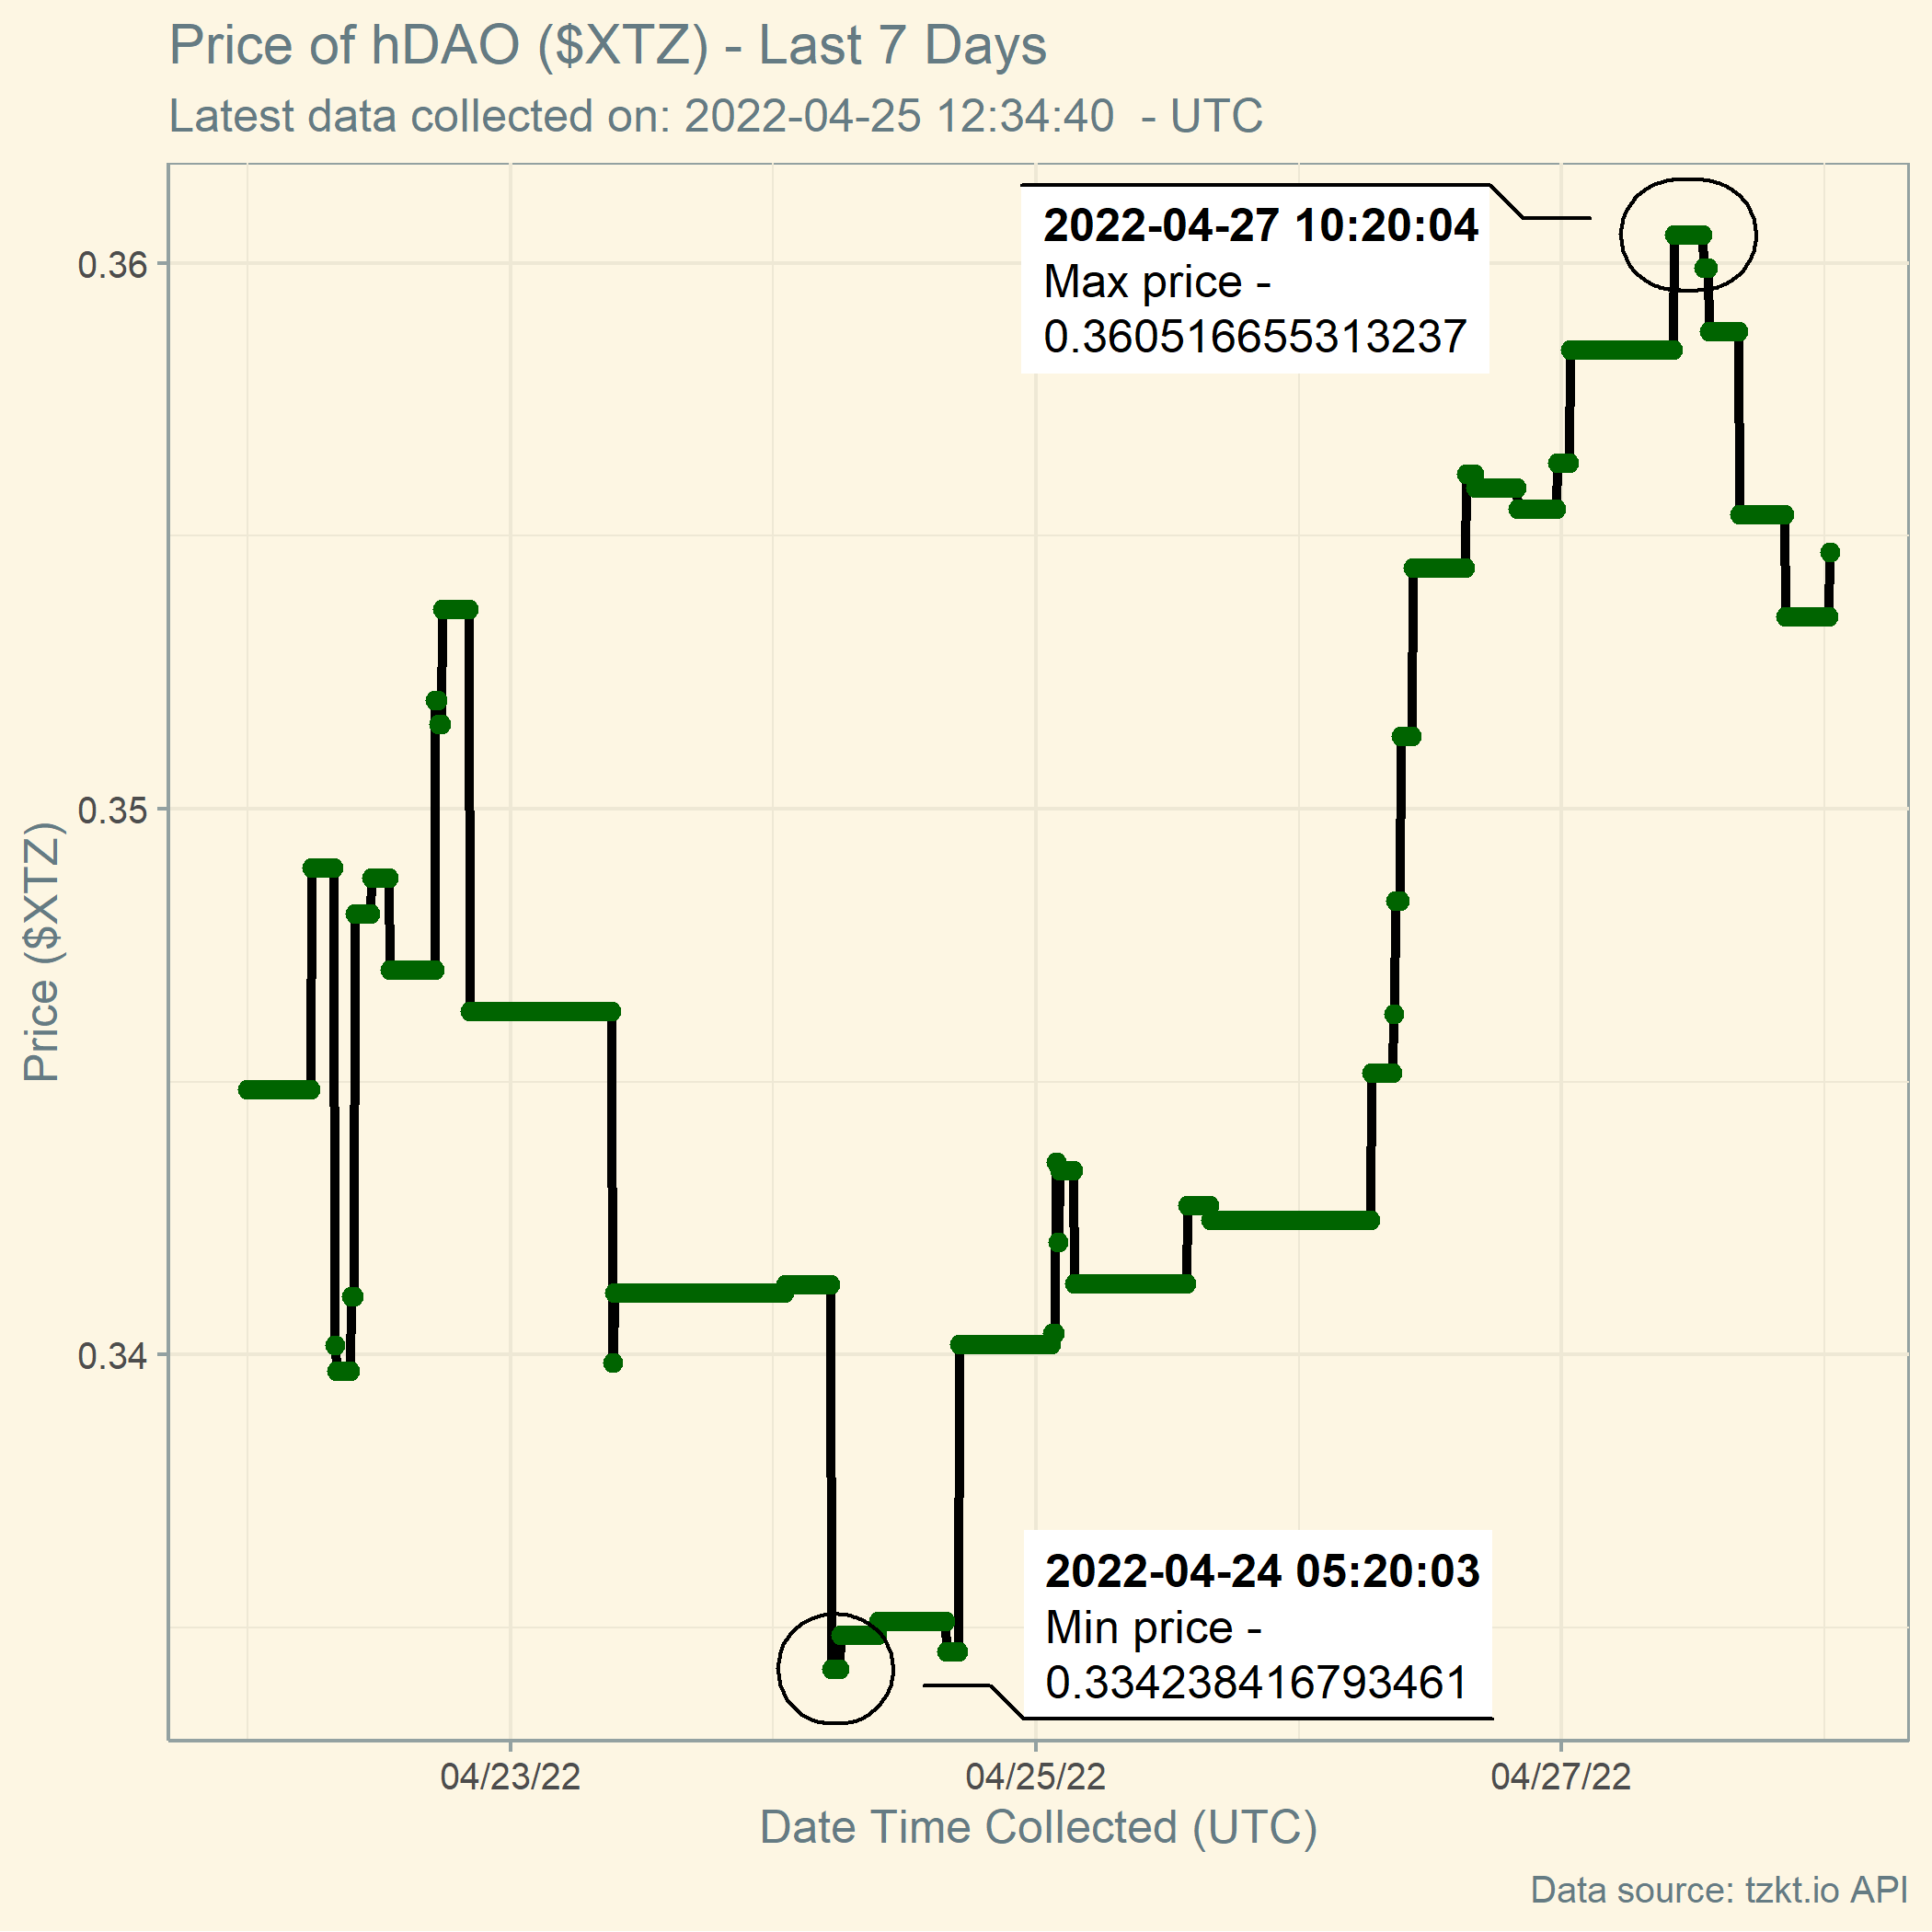 Price of hDAO ($XTZ) - Last 7 Days
Latest data collected on: 2022-04-25 12:34:40  - UTC
2022-04-27 10:20:04
Max price -
0.360516655313237
0.36
0.35
0.34
Price ($XTZ)
2022-04-24 05:20:03
Min price -
0.334238416793461
04/23/22
04/25/22
04/27/22
Date Time Collected (UTC)
Data source: tzkt.io API